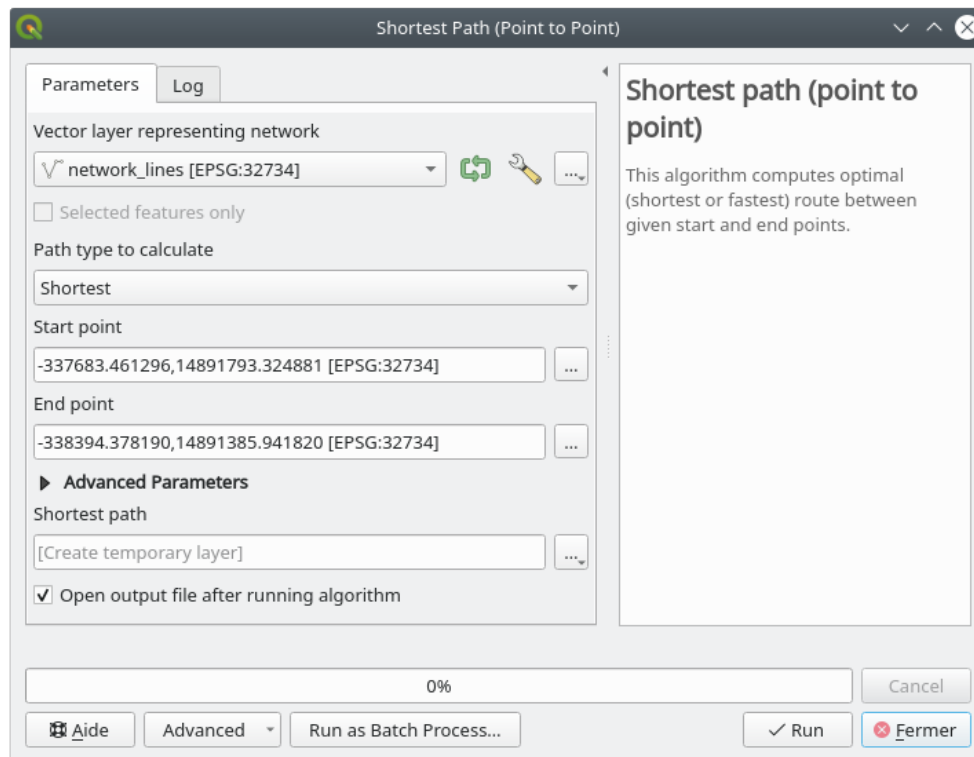 Shortest Path (Point to Point)
Parameters
Log
Vector layer representing network
network_lines [EPSG:32734]
...
Selected features only
Path type to calculate
Shortest
Start point
-337683.461296,14891793.324881 [EPSG:32734]
...
End point
-338394.378190,14891385.941820 [EPSG:32734]
...
Advanced Parameters
Shortest path
[Create temporary layer]
...
Open output file after running algorithm
Shortest path (point to
point)
This algorithm computes optimal
(shortest or fastest) route between
given start and end points.
0%
Cancel
Aide
Advanced
Run as Batch Process...
Run
Fermer